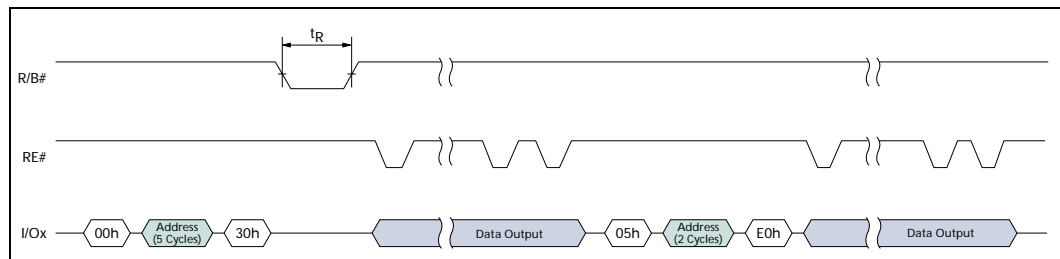 tR
R/B#
RE#
I/Ox
00h
Address
(5 Cycles)
30h
Data Output
05h
Address
(2 Cycles)
E0h
Data Output